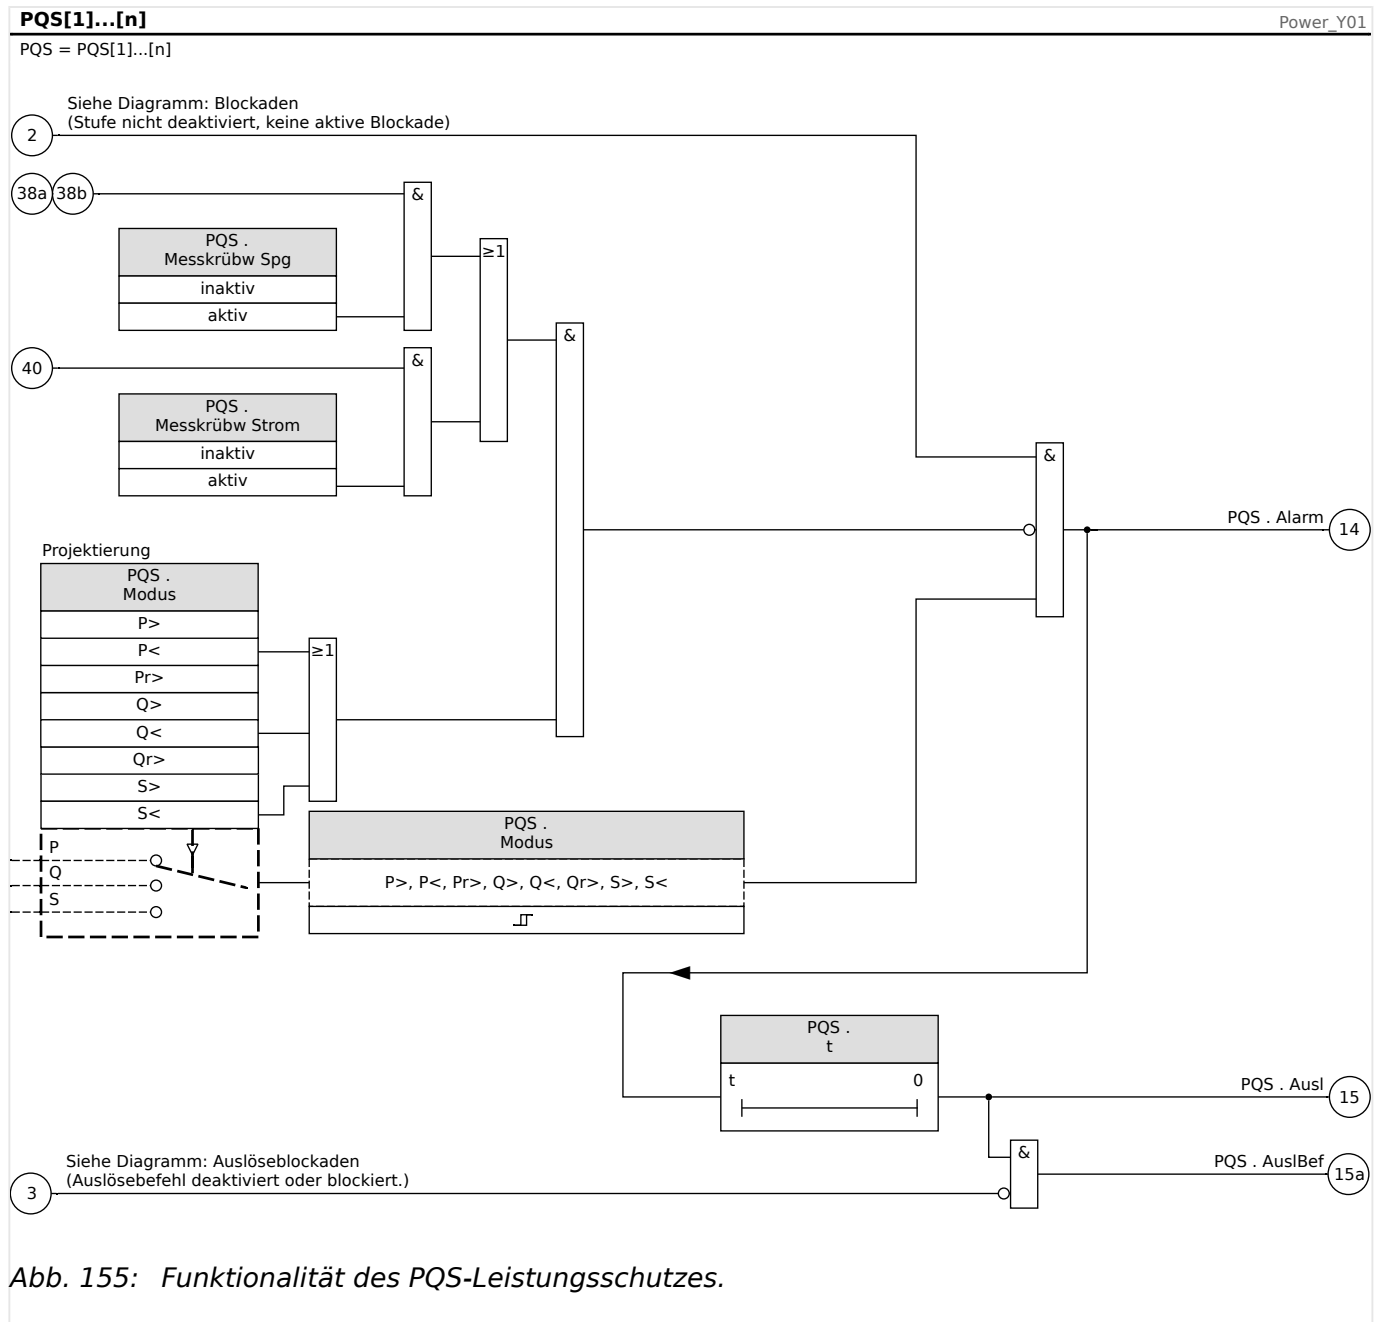 PQS[1]...[n]
Power_Y01
PQS = PQS[1]...[n]
Siehe Diagramm: Blockaden
(Stufe nicht deaktiviert, keine aktive Blockade)
2
38a 38b
&
PQS .
Messkrübw Spg
inaktiv
aktiv
≥1
&
40
&
PQS .
Messkrübw Strom
inaktiv
aktiv
&
PQS . Alarm
14
Projektierung
PQS .
Modus
P>
P<
Pr>
Q>
Q<
Qr>
S>
S<
≥1
P
Q
S
PQS .
Modus
P>, P<, Pr>, Q>, Q<, Qr>, S>, S<
PQS .
t
t 0
PQS . Ausl
15
&
PQS . AuslBef
15a
Siehe Diagramm: Auslöseblockaden
(Auslösebefehl deaktiviert oder blockiert.)
3
Abb. 155: Funktionalität des PQS-Leistungsschutzes.